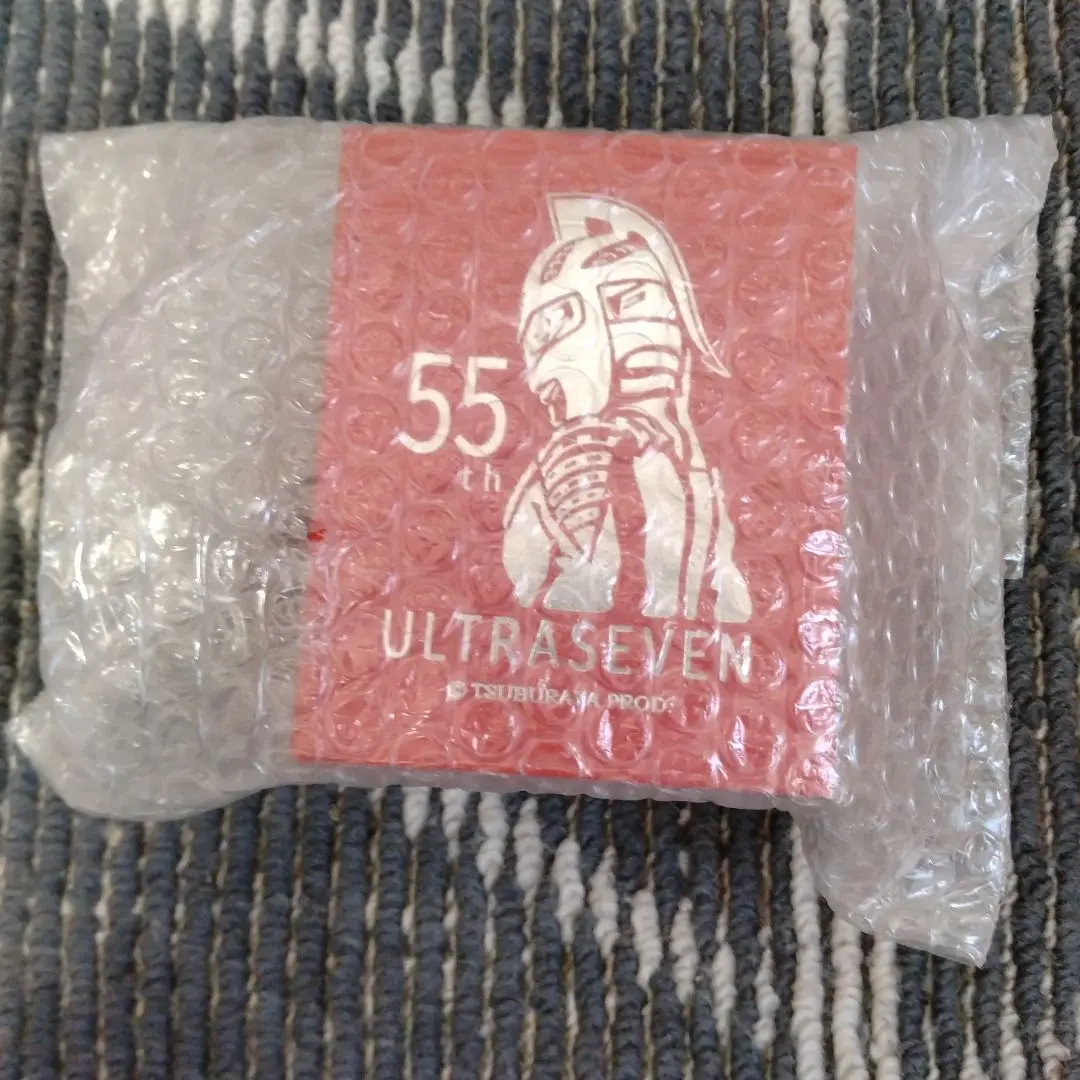 55
th
ULTRASEVEN
© TSUBURAYA PROD.